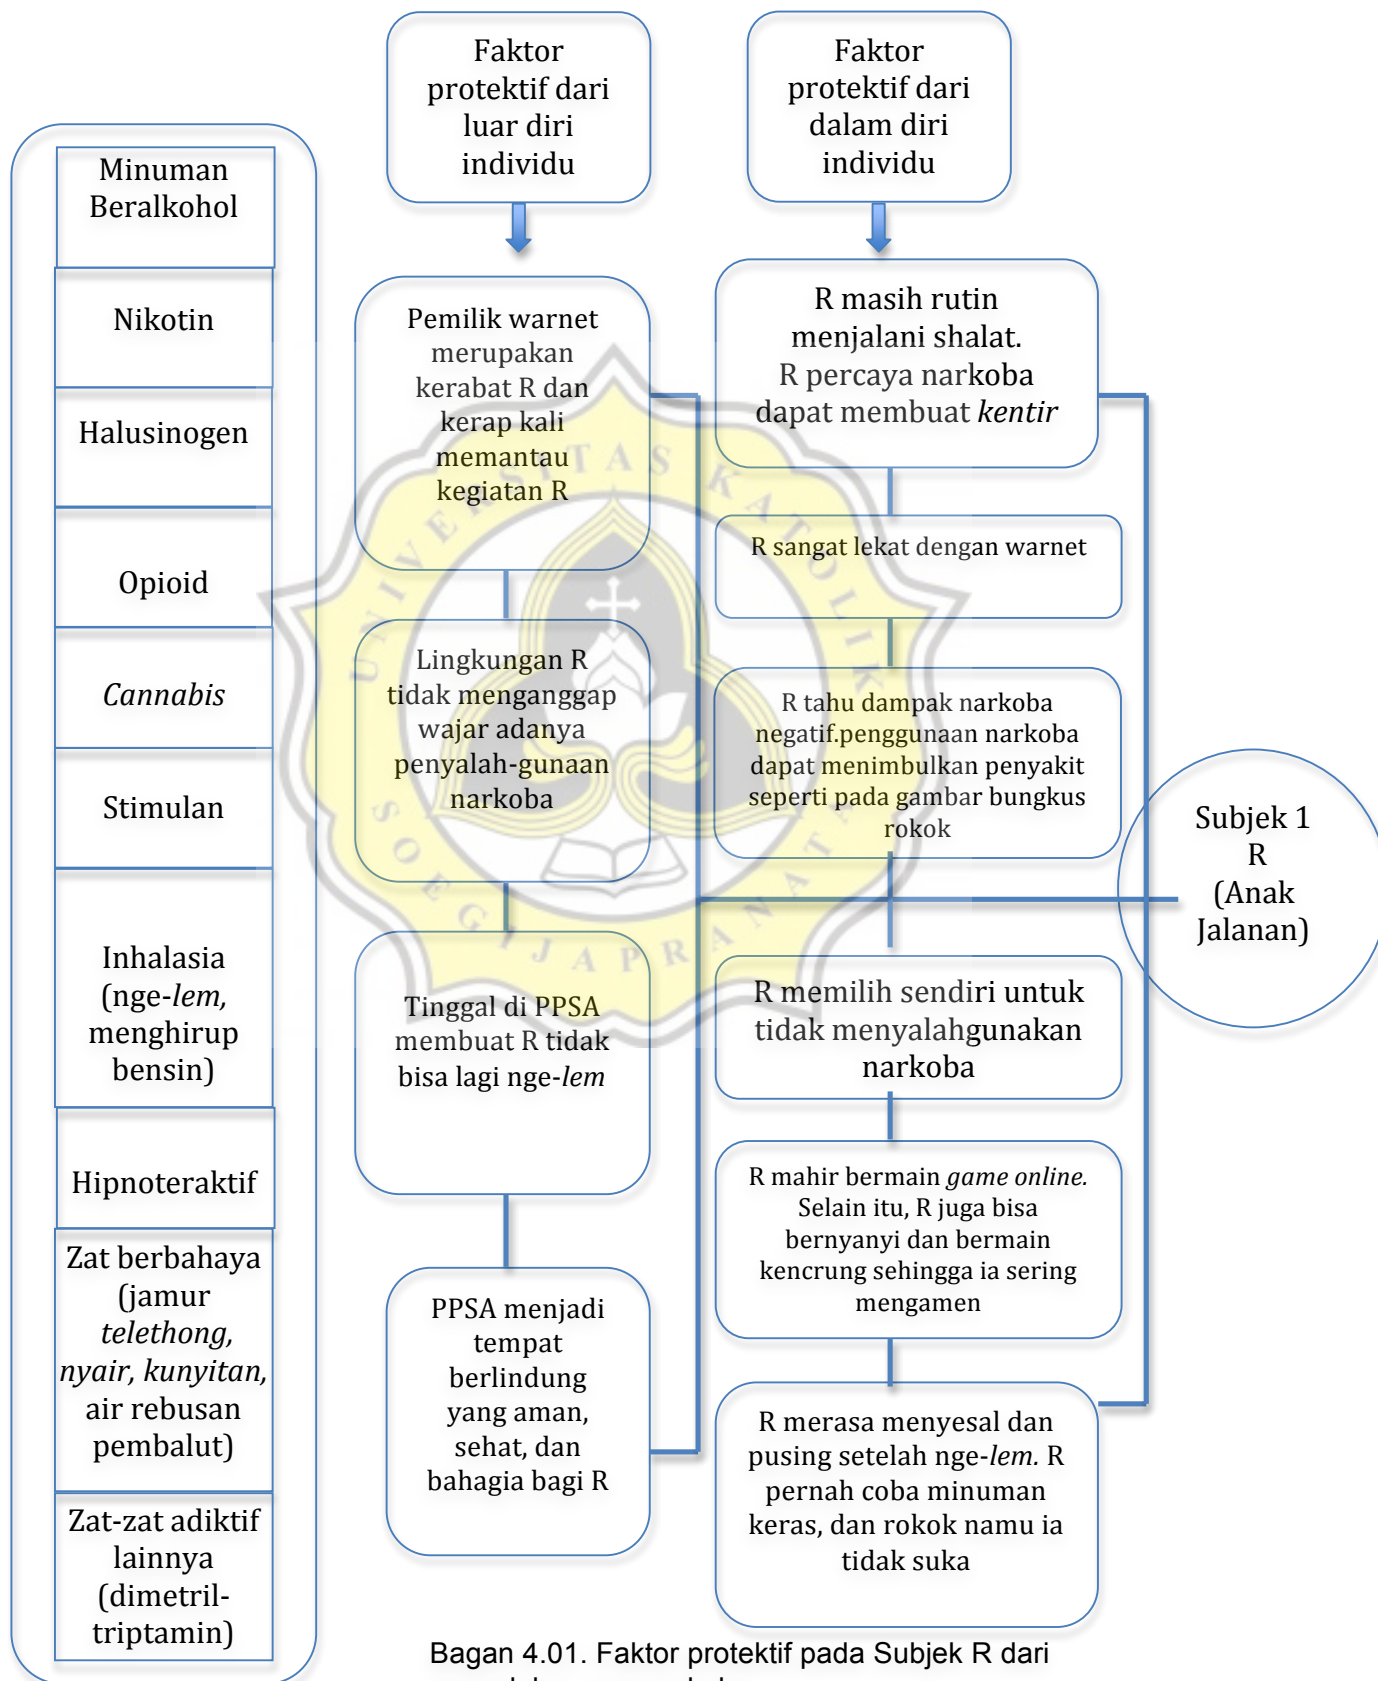 Minuman
Beralkohol
Nikotin
Halusinogen
Opioid
Cannabis
Stimulan
Inhalasia
(nge-lem,
menghirup
bensin)
Hipnoteraktif
Zat berbahaya
(jamur
telethong,
nyair, kunyitan,
air rebusan
pembalut)
Zat-zat adiktif
lainnya
(dimetril-
triptamin)
Faktor
protektif dari
luar diri
individu
Pemilik warnet
merupakan
kerabat R dan
kerap kali
memantau
kegiatan R
Lingkungan R
tidak menganggap
wajar adanya
penyalah-gunaan
narkoba
Tinggal di PPSA
membuat R tidak
bisa lagi nge-lem
PPSA menjadi
tempat
berlindung
yang aman,
sehat, dan
bahagia bagi R
Faktor
protektif dari
dalam diri
individu
R masih rutin
menjalani shalat.
R percaya narkoba
dapat membuat kentir
R sangat lekat dengan warnet
R tahu dampak narkoba
negatif.penggunaan narkoba
dapat menimbulkan penyakit
seperti pada gambar bungkus
rokok
R memilih sendiri untuk
tidak menyalahgunakan
narkoba
R mahir bermain game online.
Selain itu, R juga bisa
bernyanyi dan bermain
kencrung sehingga ia sering
mengamen
R merasa menyesal dan
pusing setelah nge-lem. R
pernah coba minuman
keras, dan rokok namu ia
tidak suka
Subjek 1
R
(Anak
Jalanan)
UNIVERSITAS KATOLIK
SOEGIJAPRANATA
Bagan 4.01. Faktor protektif pada Subjek R dari